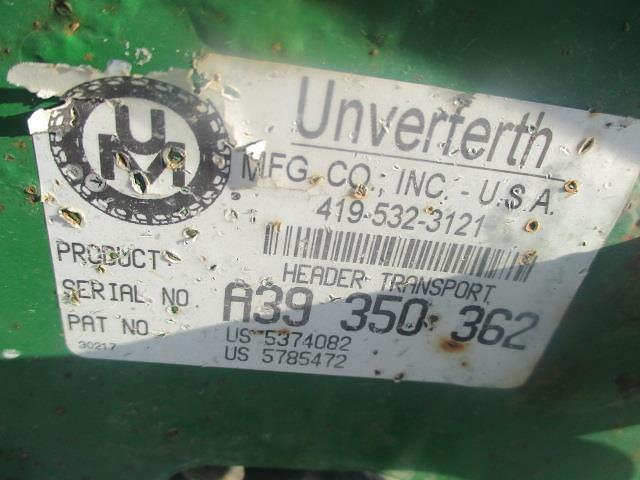 UM
Unverferth
MFG. CO., INC. - U.S.A.
419-532-3121
PRODUCT HEADER TRANSPORT
SERIAL NO A39 350 362
PAT NO US 5374082
US 5785472
30217